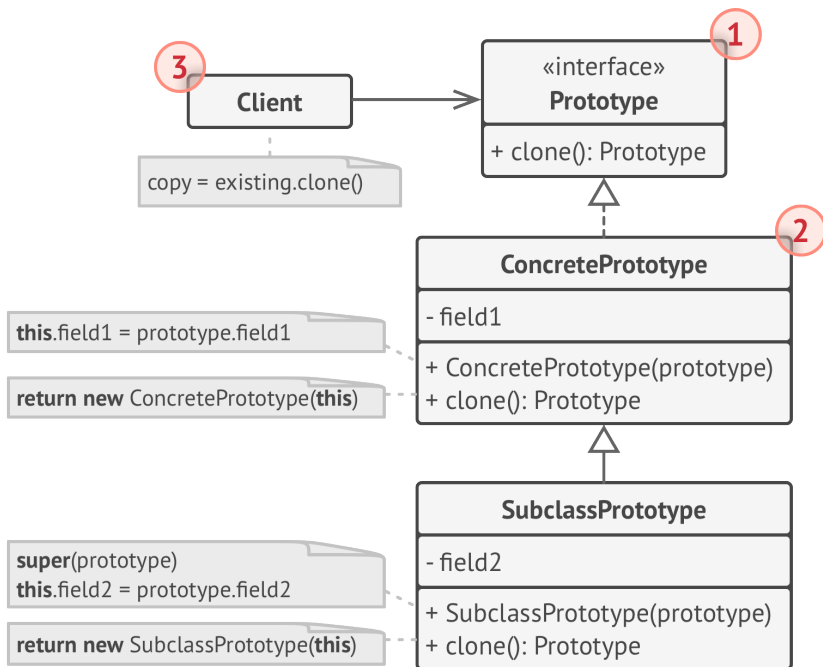 1
«interface»
Prototype
+ clone(): Prototype
3
Client
copy = existing.clone()
2
ConcretePrototype
- field1
+ ConcretePrototype(prototype)
+ clone(): Prototype
this.field1 = prototype.field1
return new ConcretePrototype(this)
SubclassPrototype
- field2
+ SubclassPrototype(prototype)
+ clone(): Prototype
super(prototype)
this.field2 = prototype.field2
return new SubclassPrototype(this)